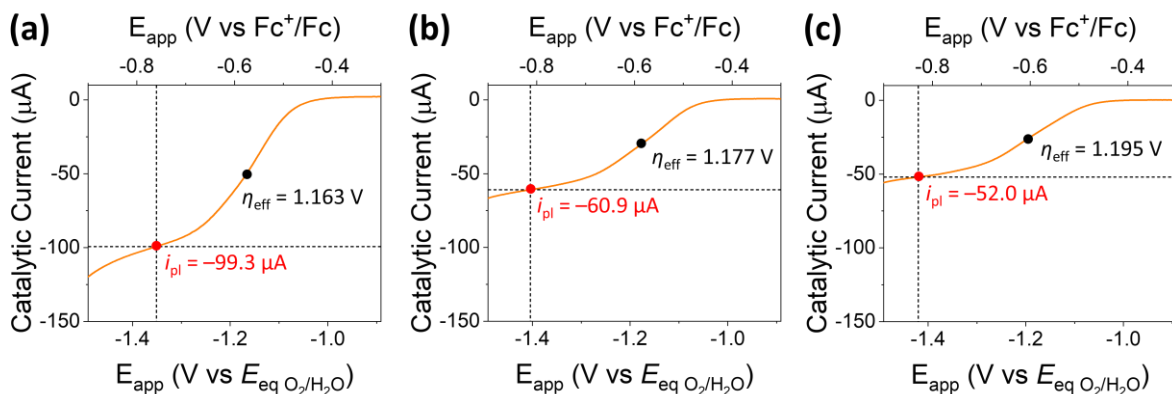 (a)
E_app (V vs Fc⁺/Fc)
-0.8 -0.6 -0.4
Catalytic Current (μA)
0
-50
-100
-150
η_eff = 1.163 V
i_pl = –99.3 μA
-1.4 -1.2 -1.0
E_app (V vs E_eq O₂/H₂O)
(b)
E_app (V vs Fc⁺/Fc)
-0.8 -0.6 -0.4
Catalytic Current (μA)
0
-50
-100
-150
η_eff = 1.177 V
i_pl = –60.9 μA
-1.4 -1.2 -1.0
E_app (V vs E_eq O₂/H₂O)
(c)
E_app (V vs Fc⁺/Fc)
-0.8 -0.6 -0.4
Catalytic Current (μA)
0
-50
-100
-150
η_eff = 1.195 V
i_pl = –52.0 μA
-1.4 -1.2 -1.0
E_app (V vs E_eq O₂/H₂O)